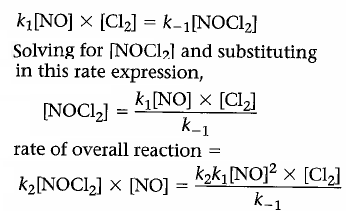 k₁[NO] × [Cl₂] = k₋₁[NOCl₂]
Solving for [NOCl₂] and substituting
in this rate expression,
[NOCl₂] = k₁[NO] × [Cl₂] / k₋₁
rate of overall reaction =
k₂[NOCl₂] × [NO] = k₂k₁[NO]² × [Cl₂] / k₋₁